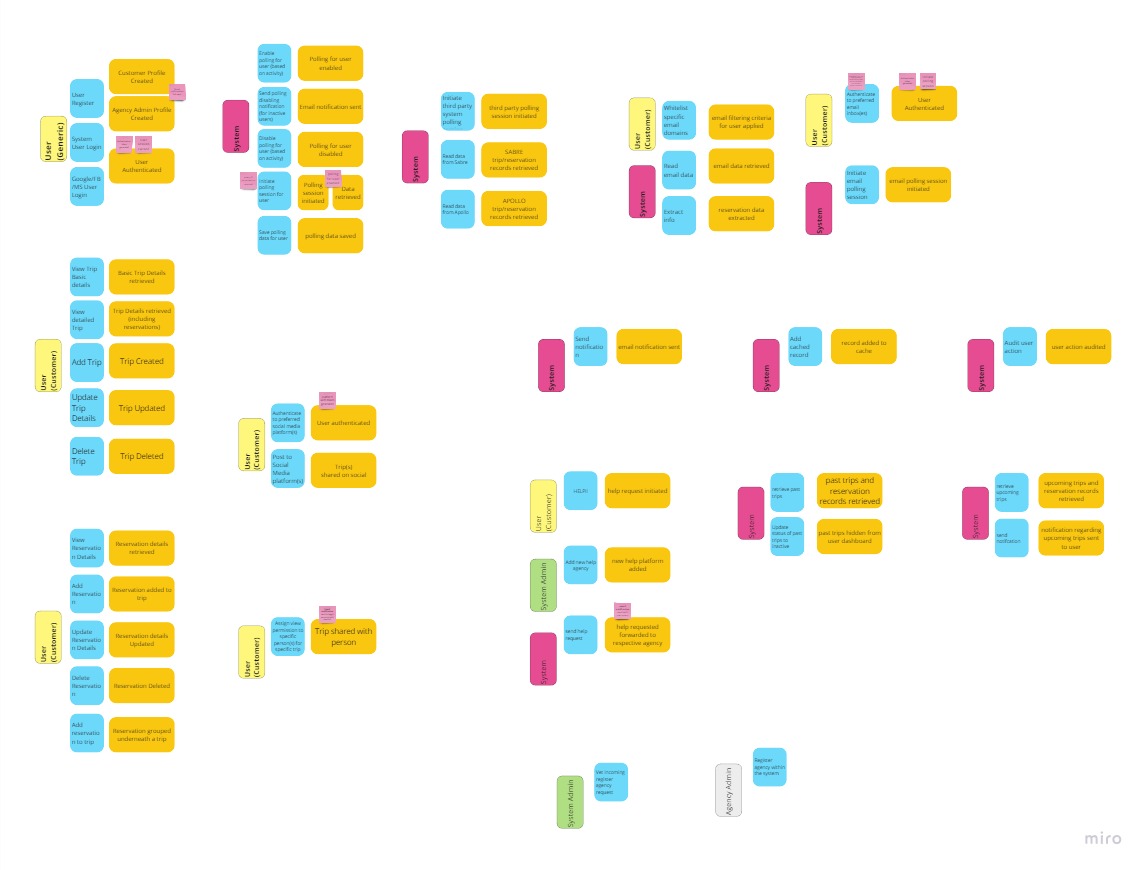 User
(Generic)
User
Register
System
User Login
Google/FB
/MS User
Login
Customer Profile
Created
Agency Admin Profile
Created
User
Authenticated
System
Enable
polling for
user (based
on activity)
Polling for user
enabled
Send polling
disabling
notification
(for inactive
users)
Email notification sent
Disable
polling for
user (based
on activity)
Polling for user
disabled
Initiate
polling
session for
user
Polling
session
initiated
Data
retrieved
Save polling
data for user
polling data saved
System
Initiate
third party
system
polling
third party polling
session initiated
Read data
from Sabre
SABRE
trip/reservation
records retrieved
Read data
from Apollo
APOLLO
trip/reservation
records retrieved
User
(Customer)
Whitelist
specific
email
domains
email filtering criteria
for user applied
System
Read
email data
email data retrieved
Extract
info
reservation data
extracted
User
(Customer)
Authenticate
to preferred
email
inbox(es)
User
Authenticated
System
Initiate
email
polling
session
email polling session
initiated
User
(Customer)
View Trip
Basic
details
Basic Trip Details
retrieved
View
detailed
Trip
Trip Details retrieved
(including
reservations)
Add Trip
Trip Created
Update
Trip
Details
Trip Updated
Delete
Trip
Trip Deleted
System
Send
notificatio
n
email notification sent
System
Add
cached
record
record added to
cache
System
Audit user
action
user action audited
User
(Customer)
Authenticate
to preferred
social media
platform(s)
User authenticated
Post to
Social
Media
platform(s)
Trip(s)
shared on social
User
(Customer)
HELP!!
help request initiated
System Admin
Add new help
agency
new help platform
added
System
send help
request
help requested
forwarded to
respective agency
System
retrieve past
trips
past trips and
reservation
records retrieved
Update
status of past
trips to
inactive
past trips hidden from
user dashboard
System
retrieve
upcoming
trips
upcoming trips and
reservation records
retrieved
send
notification
notification regarding
upcoming trips sent
to user
User
(Customer)
View
Reservatio
n Details
Reservation details
retrieved
Add
Reservatio
n
Reservation added to
trip
Update
Reservatio
n Details
Reservation details
Updated
Delete
Reservatio
n
Reservation Deleted
Add
reservatio
n to trip
Reservation grouped
underneath a trip
User
(Customer)
Assign view
permission to
specific
person(s) for
specific trip
Trip shared with
person
System Admin
Vet incoming
register
agency
request
Agency Admin
Register
agency within
the system
miro